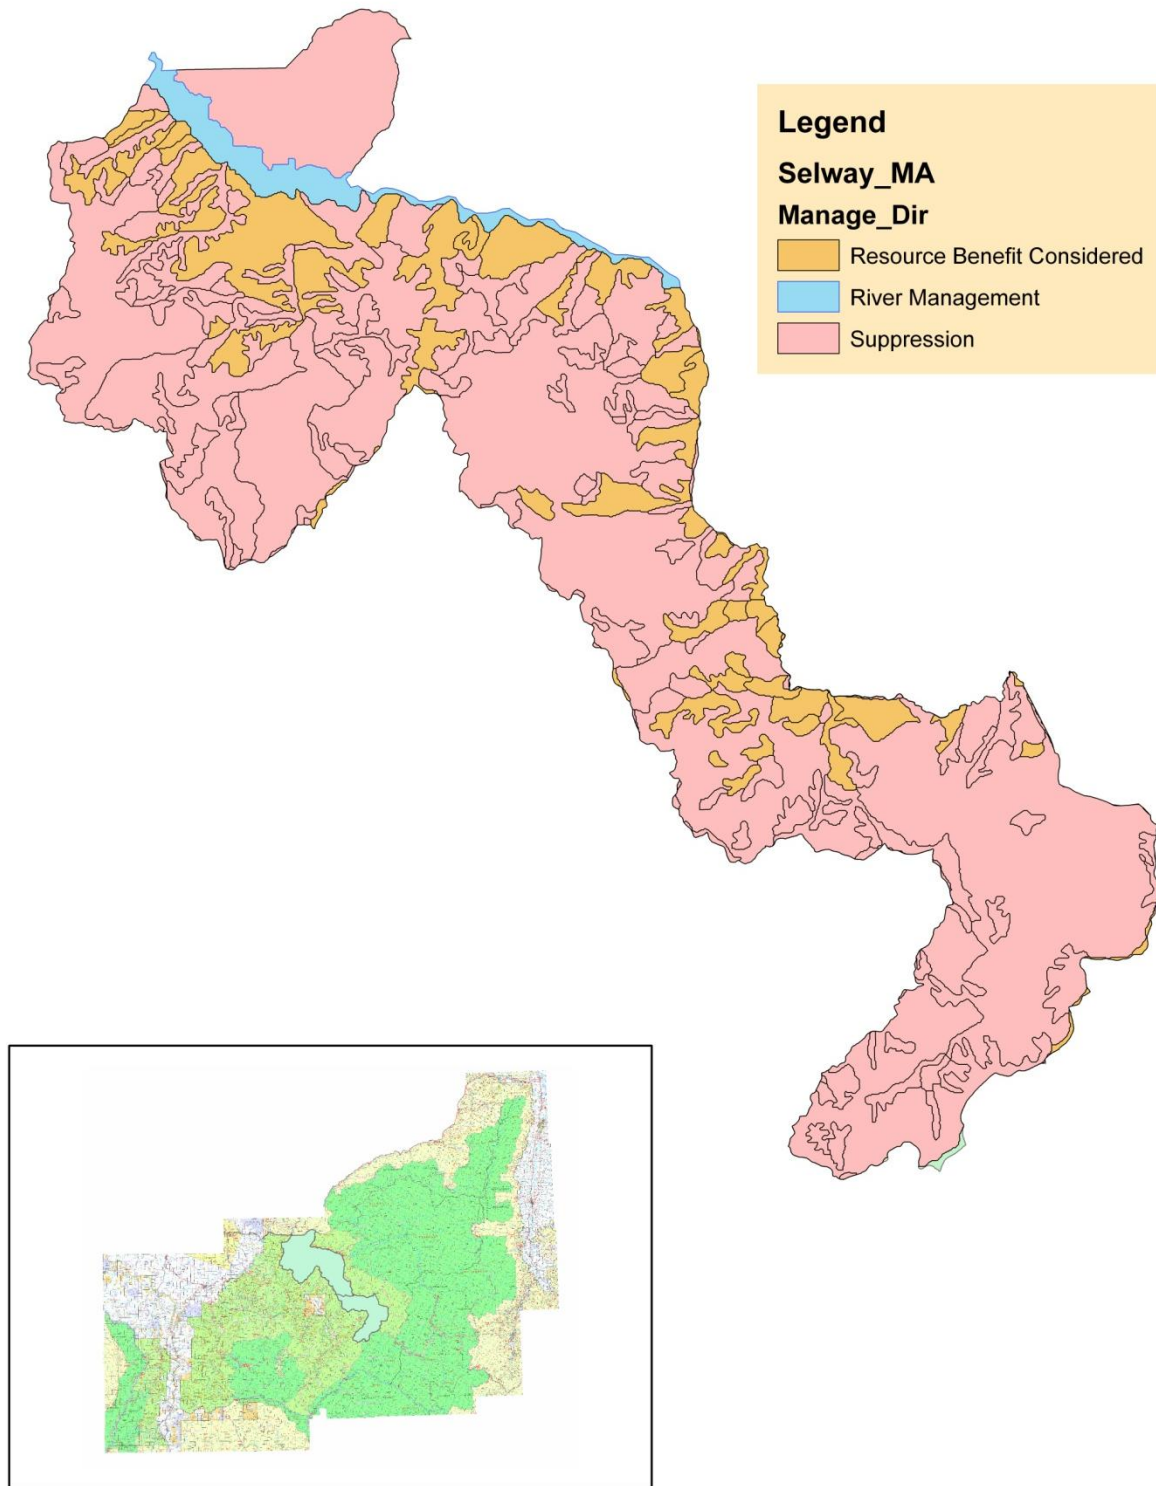 Legend
Selway_MA
Manage_Dir
Resource Benefit Considered
River Management
Suppression